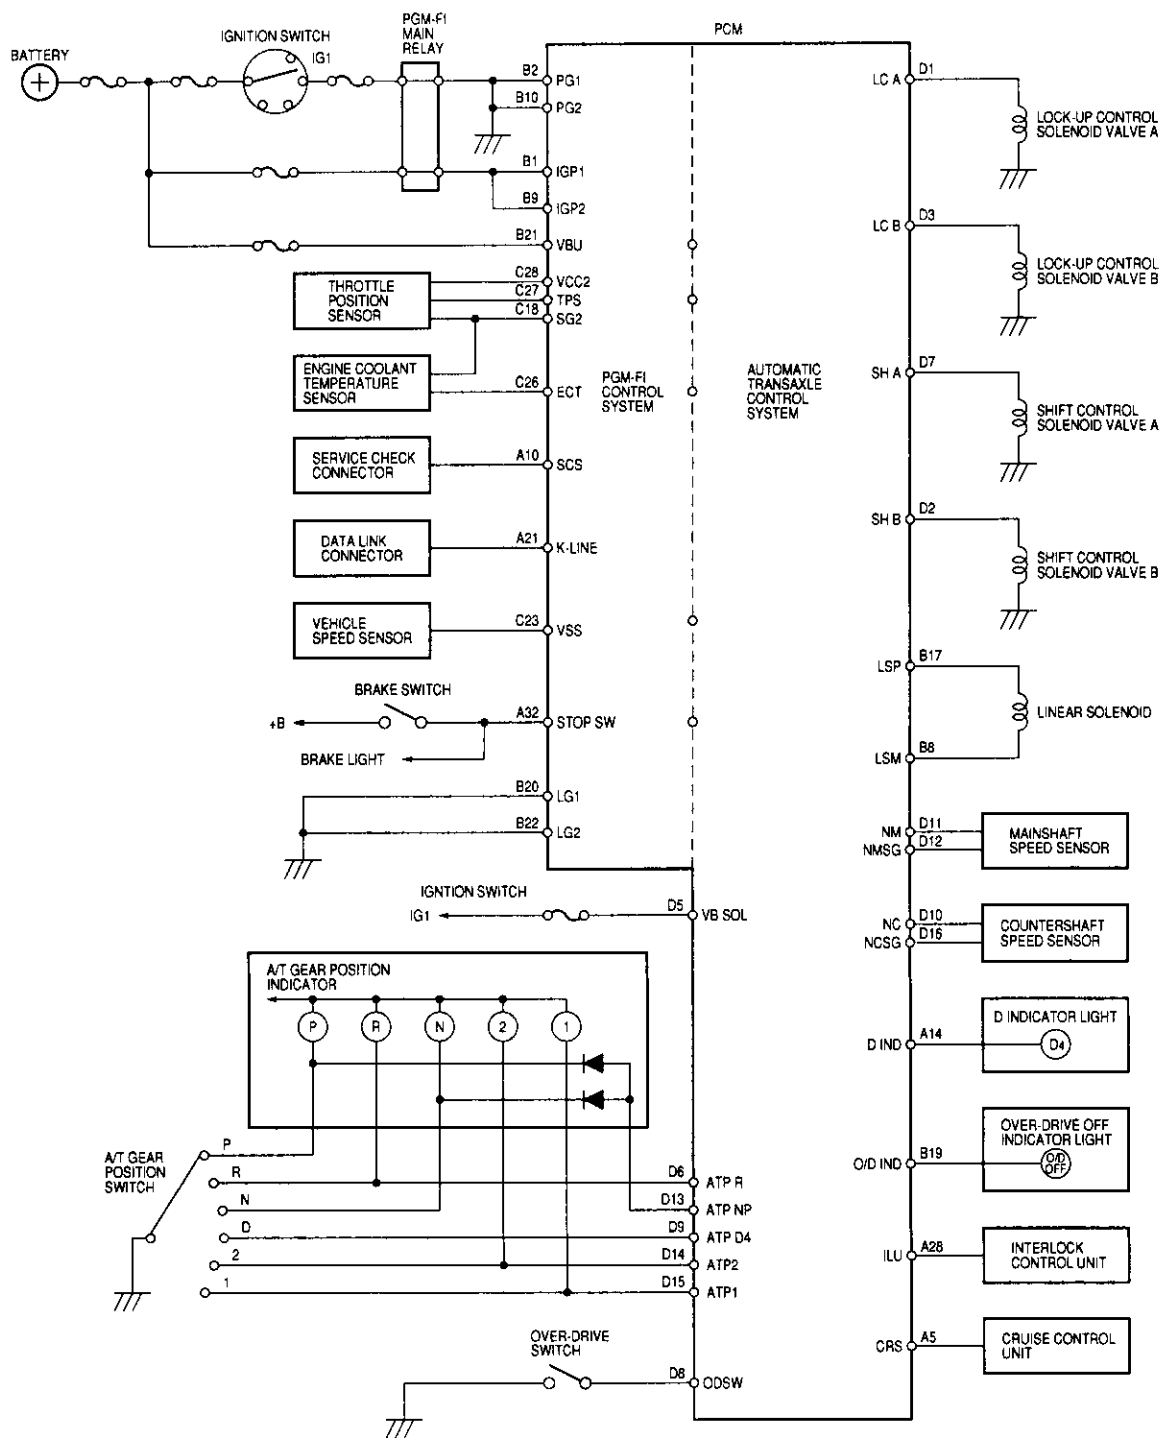 BATTERY
IGNITION SWITCH
IG1
PGM-FI
MAIN
RELAY
PCM
B2
PG1
B10
PG2
B1
IGP1
B9
IGP2
B21
VBU
THROTTLE
POSITION
SENSOR
C28
VCC2
C27
TPS
C18
SG2
ENGINE COOLANT
TEMPERATURE
SENSOR
C26
ECT
PGM-FI
CONTROL
SYSTEM
AUTOMATIC
TRANSAXLE
CONTROL
SYSTEM
SERVICE CHECK
CONNECTOR
A10
SCS
DATA LINK
CONNECTOR
A21
K-LINE
VEHICLE
SPEED SENSOR
C23
VSS
BRAKE SWITCH
+B
A32
STOP SW
BRAKE LIGHT
B20
LG1
B22
LG2
IGNTION SWITCH
IG1
D5
VB SOL
A/T GEAR POSITION
INDICATOR
P
R
N
2
1
A/T GEAR
POSITION
SWITCH
P
R
N
D
2
1
D6
ATP R
D13
ATP NP
D9
ATP D4
D14
ATP2
D15
ATP1
OVER-DRIVE
SWITCH
D8
ODSW
LC A
D1
LOCK-UP CONTROL
SOLENOID VALVE A
LC B
D3
LOCK-UP CONTROL
SOLENOID VALVE B
SH A
D7
SHIFT CONTROL
SOLENOID VALVE A
SH B
D2
SHIFT CONTROL
SOLENOID VALVE B
LSP
B17
LINEAR SOLENOID
LSM
B8
NM
D11
NMSG
D12
MAINSHAFT
SPEED SENSOR
NC
D10
NCSG
D16
COUNTERSHAFT
SPEED SENSOR
D INDICATOR LIGHT
D IND
A14
D4
OVER-DRIVE OFF
INDICATOR LIGHT
O/D IND
B19
O/D
OFF
ILU
A28
INTERLOCK
CONTROL UNIT
CRS
A5
CRUISE CONTROL
UNIT